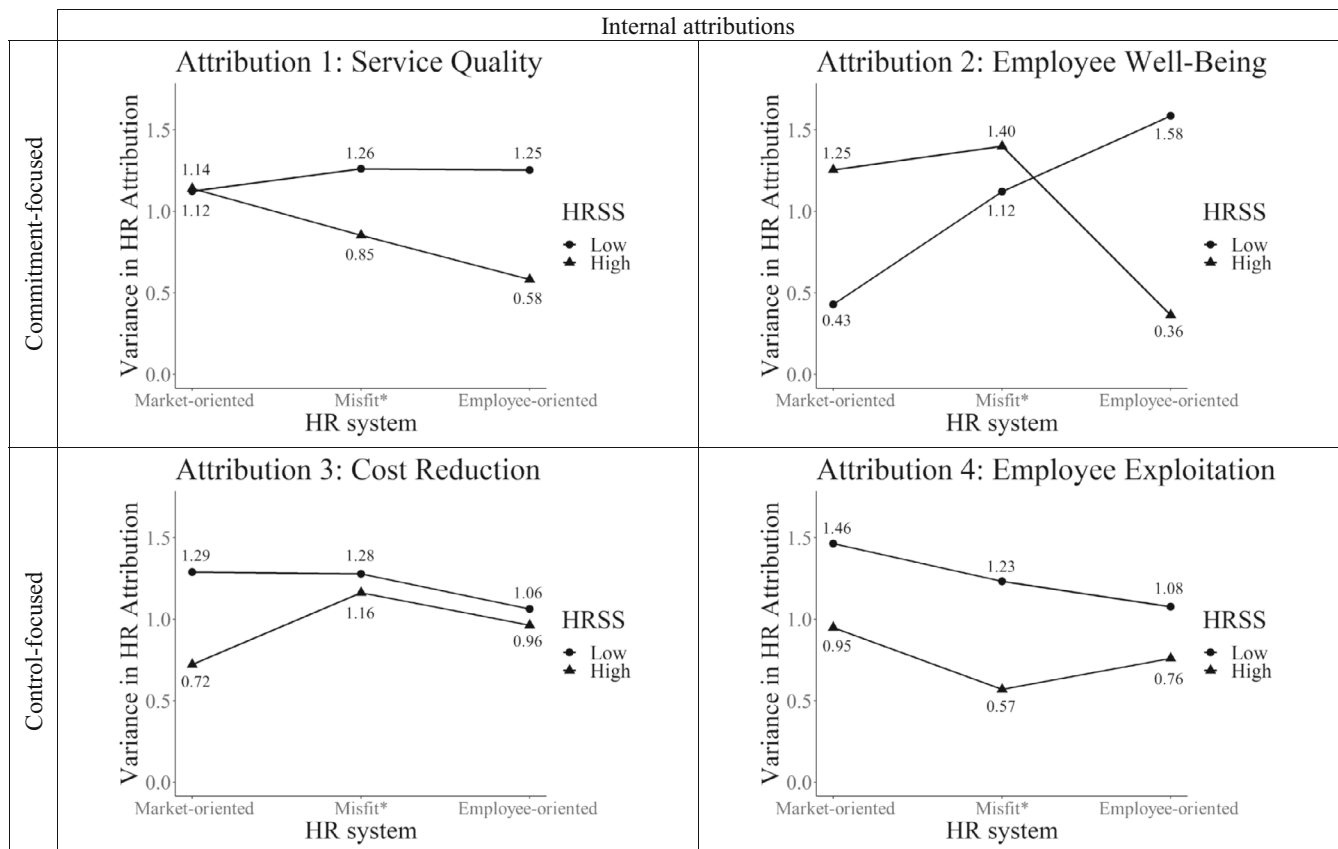 Internal attributions
Commitment-focused
Attribution 1: Service Quality
Variance in HR Attribution
1.5
1.0
0.5
0.0
1.14
1.12
1.26
0.85
1.25
0.58
Market-oriented
Misfit*
Employee-oriented
HR system
HRSS
Low
High
Attribution 2: Employee Well-Being
Variance in HR Attribution
1.5
1.0
0.5
0.0
1.25
0.43
1.40
1.12
1.58
0.36
Market-oriented
Misfit*
Employee-oriented
HR system
HRSS
Low
High
Control-focused
Attribution 3: Cost Reduction
Variance in HR Attribution
1.5
1.0
0.5
0.0
1.29
0.72
1.28
1.16
1.06
0.96
Market-oriented
Misfit*
Employee-oriented
HR system
HRSS
Low
High
Attribution 4: Employee Exploitation
Variance in HR Attribution
1.5
1.0
0.5
0.0
1.46
0.95
1.23
0.57
1.08
0.76
Market-oriented
Misfit*
Employee-oriented
HR system
HRSS
Low
High